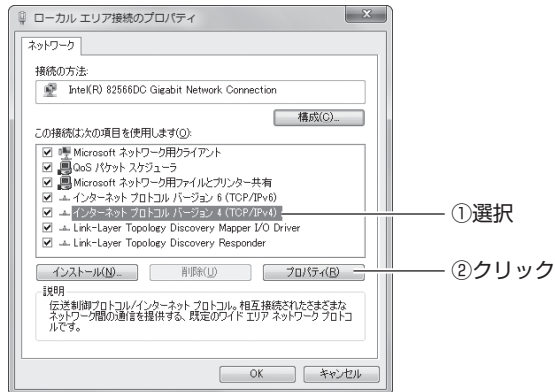 ローカル エリア接続のプロパティ
ネットワーク
接続の方法:
Intel(R) 82566DC Gigabit Network Connection
構成(C)...
この接続は次の項目を使用します(O):
Microsoft ネットワーク用クライアント
QoS パケット スケジューラ
Microsoft ネットワーク用ファイルとプリンター共有
インターネット プロトコル バージョン 6 (TCP/IPv6)
インターネット プロトコル バージョン 4 (TCP/IPv4)
①選択
Link-Layer Topology Discovery Mapper I/O Driver
Link-Layer Topology Discovery Responder
インストール(N)...
削除(U)
プロパティ(R)
②クリック
説明
伝送制御プロトコル/インターネット プロトコル。相互接続されたさまざまな
ネットワーク間の通信を提供する、既定のワイド エリア ネットワーク プロトコ
ルです。
OK
キャンセル